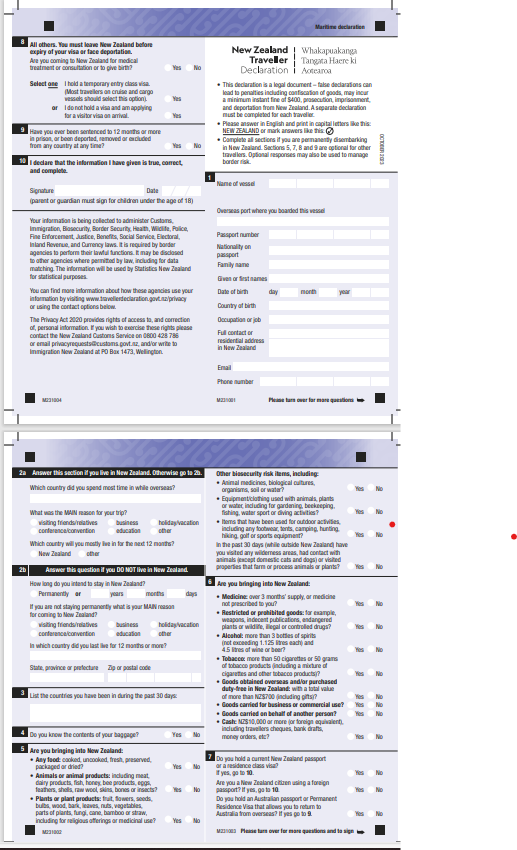 Maritime declaration
8 All others. You must leave New Zealand before
expiry of your visa or face deportation.
Are you coming to New Zealand for medical
treatment or consultation or to give birth? Yes No
Select one I hold a temporary entry class visa.
(Most travellers on cruise and cargo
vessels should select this option). Yes
or I do not hold a visa and am applying
for a visitor visa on arrival. Yes
9 Have you ever been sentenced to 12 months or more
in prison, or been deported, removed or excluded
from any country at any time? Yes No
10 I declare that the information I have given is true, correct,
and complete.
Signature Date
(parent or guardian must sign for children under the age of 18)
Your information is being collected to administer Customs,
Immigration, Biosecurity, Border Security, Health, Wildlife, Police,
Fine Enforcement, Justice, Benefits, Social Service, Electoral,
Inland Revenue, and Currency laws. It is required by border
agencies to perform their lawful functions. It may be disclosed
to other agencies where permitted by law, including for data
matching. The information will be used by Statistics New Zealand
for statistical purposes.
You can find more information about how these agencies use your
information by visiting www.travellerdeclaration.govt.nz/privacy
or using the contact options below.
The Privacy Act 2020 provides rights of access to, and correction
of, personal information. If you wish to exercise these rights please
contact the New Zealand Customs Service on 0800 428 786
or email privacyrequests@customs.govt.nz, and/or write to
Immigration New Zealand at PO Box 1473, Wellington.
M231004
New Zealand
Traveller
Declaration
Whakapuakanga
Tangata Haere ki
Aotearoa
• This declaration is a legal document – false declarations can
lead to penalties including confiscation of goods, may incur
a minimum instant fine of $400, prosecution, imprisonment,
and deportation from New Zealand. A separate declaration
must be completed for each traveller.
• Please answer in English and print in capital letters like this:
NEW ZEALAND or mark answers like this:
• Complete all sections if you are permanently disembarking
in New Zealand. Sections 5, 7, 8 and 9 are optional for other
travellers. Optional responses may also be used to manage
border risk.
OCTOBER 2023
1 Name of vessel
Overseas port where you boarded this vessel
Passport number
Nationality on
passport
Family name
Given or first names
Date of birth day month year
Country of birth
Occupation or job
Full contact or
residential address
in New Zealand
Email
Phone number
M231001 Please turn over for more questions
2a Answer this section if you live in New Zealand. Otherwise go to 2b.
Which country did you spend most time in while overseas?
What was the MAIN reason for your trip?
visiting friends/relatives business holiday/vacation
conference/convention education other
Which country will you mostly live in for the next 12 months?
New Zealand other
2b Answer this question if you DO NOT live in New Zealand.
How long do you intend to stay in New Zealand?
Permanently or years months days
If you are not staying permanently what is your MAIN reason
for coming to New Zealand?
visiting friends/relatives business holiday/vacation
conference/convention education other
In which country did you last live for 12 months or more?
State, province or prefecture Zip or postal code
3 List the countries you have been in during the past 30 days:
4 Do you know the contents of your baggage? Yes No
5 Are you bringing into New Zealand:
• Any food: cooked, uncooked, fresh, preserved,
packaged or dried? Yes No
• Animals or animal products: including meat,
dairy products, fish, honey, bee products, eggs,
feathers, shells, raw wool, skins, bones or insects? Yes No
• Plants or plant products: fruit, flowers, seeds,
bulbs, wood, bark, leaves, nuts, vegetables,
parts of plants, fungi, cane, bamboo or straw,
including for religious offerings or medicinal use? Yes No
M231002
Other biosecurity risk items, including:
• Animal medicines, biological cultures,
organisms, soil or water? Yes No
• Equipment/clothing used with animals, plants
or water, including for gardening, beekeeping,
fishing, water sport or diving activities? Yes No
• Items that have been used for outdoor activities,
including any footwear, tents, camping, hunting,
hiking, golf or sports equipment? Yes No
In the past 30 days (while outside New Zealand) have
you visited any wilderness areas, had contact with
animals (except domestic cats and dogs) or visited
properties that farm or process animals or plants? Yes No
6 Are you bringing into New Zealand:
• Medicine: over 3 months' supply, or medicine
not prescribed to you? Yes No
• Restricted or prohibited goods: for example,
weapons, indecent publications, endangered
plants or wildlife, illegal or controlled drugs? Yes No
• Alcohol: more than 3 bottles of spirits
(not exceeding 1.125 litres each) and
4.5 litres of wine or beer? Yes No
• Tobacco: more than 50 cigarettes or 50 grams
of tobacco products (including a mixture of
cigarettes and other tobacco products)? Yes No
• Goods obtained overseas and/or purchased
duty-free in New Zealand: with a total value
of more than NZ$700 (including gifts)? Yes No
• Goods carried for business or commercial use? Yes No
• Goods carried on behalf of another person? Yes No
• Cash: NZ$10,000 or more (or foreign equivalent),
including travellers cheques, bank drafts,
money orders, etc? Yes No
7 Do you hold a current New Zealand passport
or a residence class visa?
If yes, go to 10. Yes No
Are you a New Zealand citizen using a foreign
passport? If yes, go to 10. Yes No
Do you hold an Australian passport or Permanent
Residence Visa that allows you to return to
Australia from overseas? If yes go to 9. Yes No
M231003 Please turn over for more questions and to sign